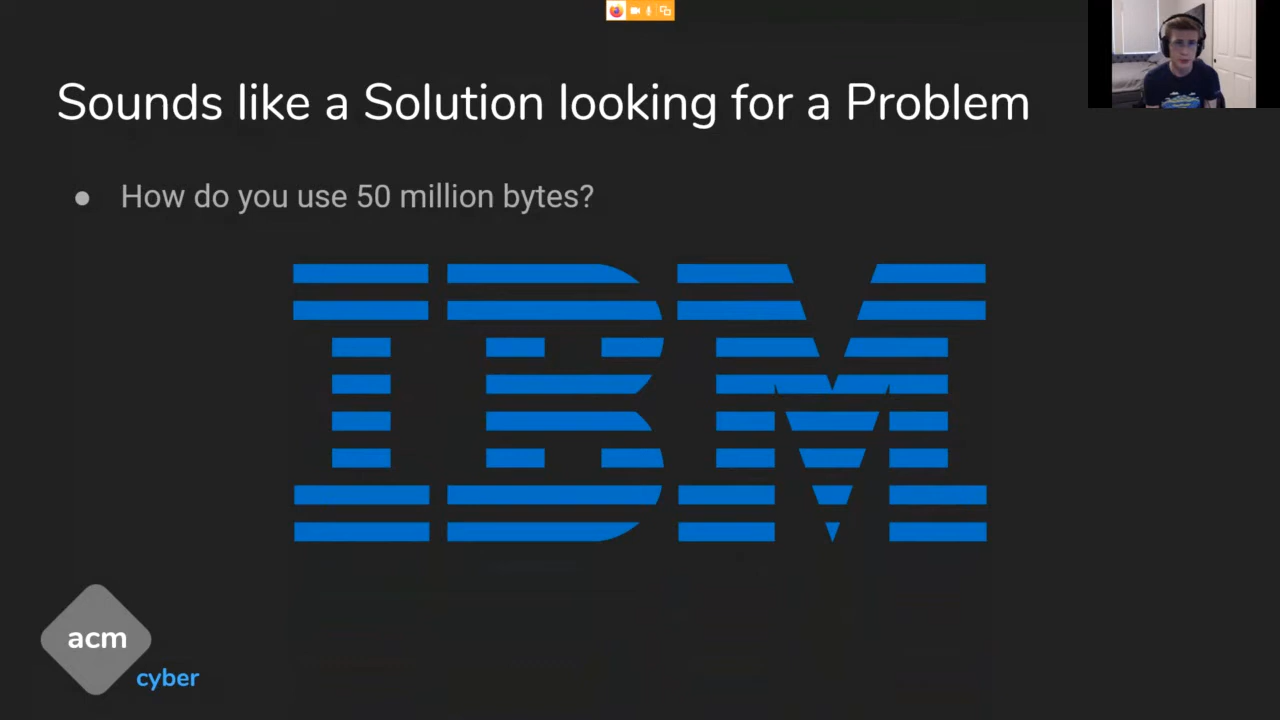 Sounds like a Solution looking for a Problem
● How do you use 50 million bytes?
IBM
acm
cyber